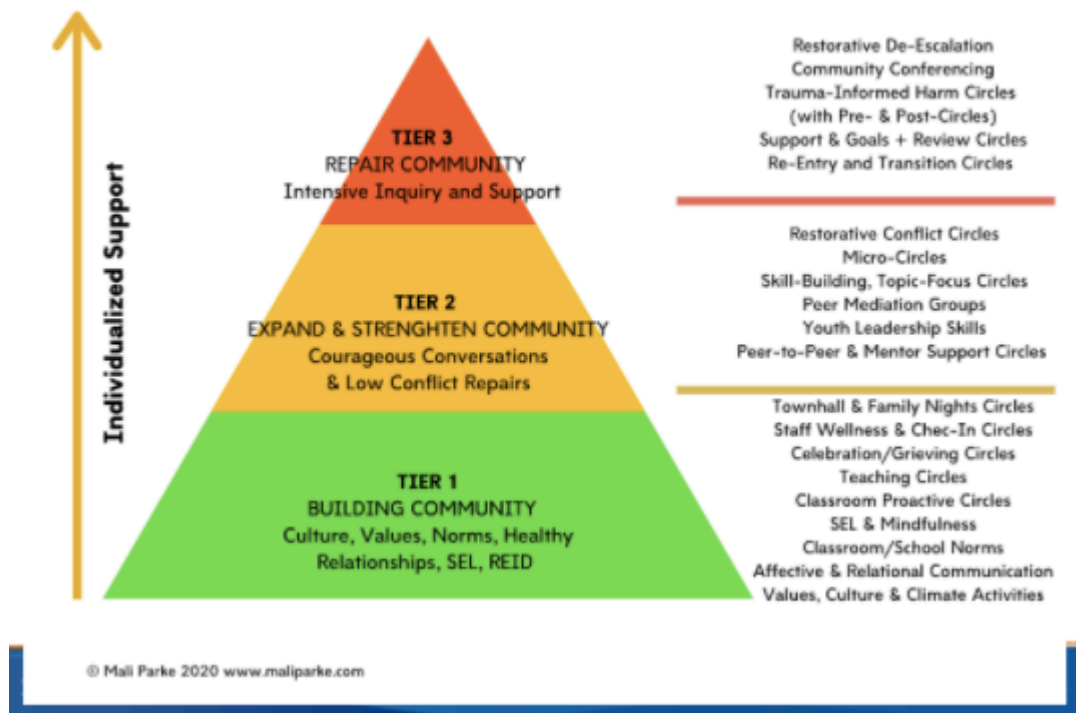 Individualized Support
TIER 3
REPAIR COMMUNITY
Intensive Inquiry and Support
TIER 2
EXPAND & STRENGHTEN COMMUNITY
Courageous Conversations
& Low Conflict Repairs
TIER 1
BUILDING COMMUNITY
Culture, Values, Norms, Healthy
Relationships, SEL, REID
Restorative De-Escalation
Community Conferencing
Trauma-Informed Harm Circles
(with Pre- & Post-Circles)
Support & Goals + Review Circles
Re-Entry and Transition Circles
Restorative Conflict Circles
Micro-Circles
Skill-Building, Topic-Focus Circles
Peer Mediation Groups
Youth Leadership Skills
Peer-to-Peer & Mentor Support Circles
Townhall & Family Nights Circles
Staff Wellness & Chec-In Circles
Celebration/Grieving Circles
Teaching Circles
Classroom Proactive Circles
SEL & Mindfulness
Classroom/School Norms
Affective & Relational Communication
Values, Culture & Climate Activities
© Mali Parke 2020 www.maliparke.com